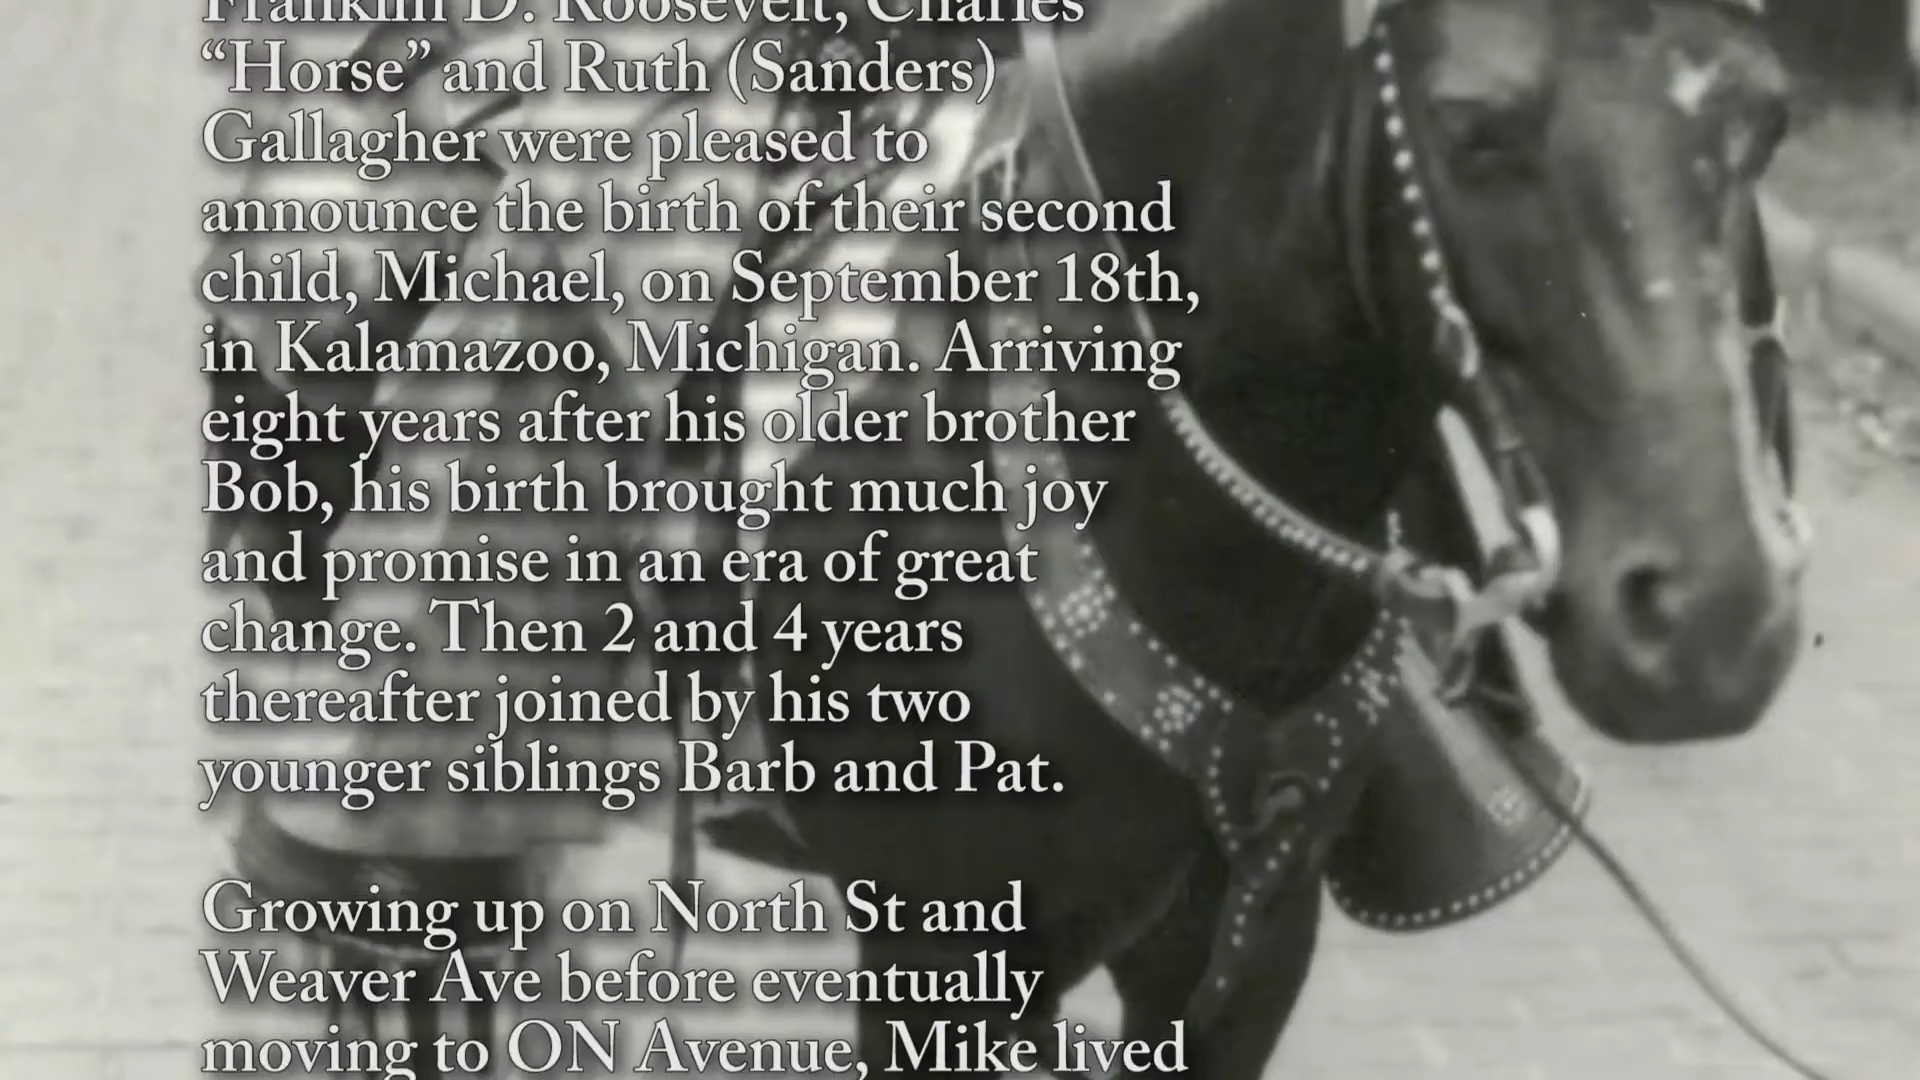 Franklin D. Roosevelt, Charles
“Horse” and Ruth (Sanders)
Gallagher were pleased to
announce the birth of their second
child, Michael, on September 18th,
in Kalamazoo, Michigan. Arriving
eight years after his older brother
Bob, his birth brought much joy
and promise in an era of great
change. Then 2 and 4 years
thereafter joined by his two
younger siblings Barb and Pat.
Growing up on North St and
Weaver Ave before eventually
moving to ON Avenue, Mike lived